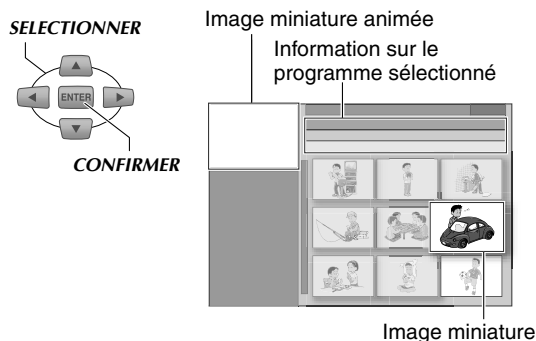 SELECTIONNER
ENTER
CONFIRMER
Image miniature animée
Information sur le
programme sélectionné
Image miniature